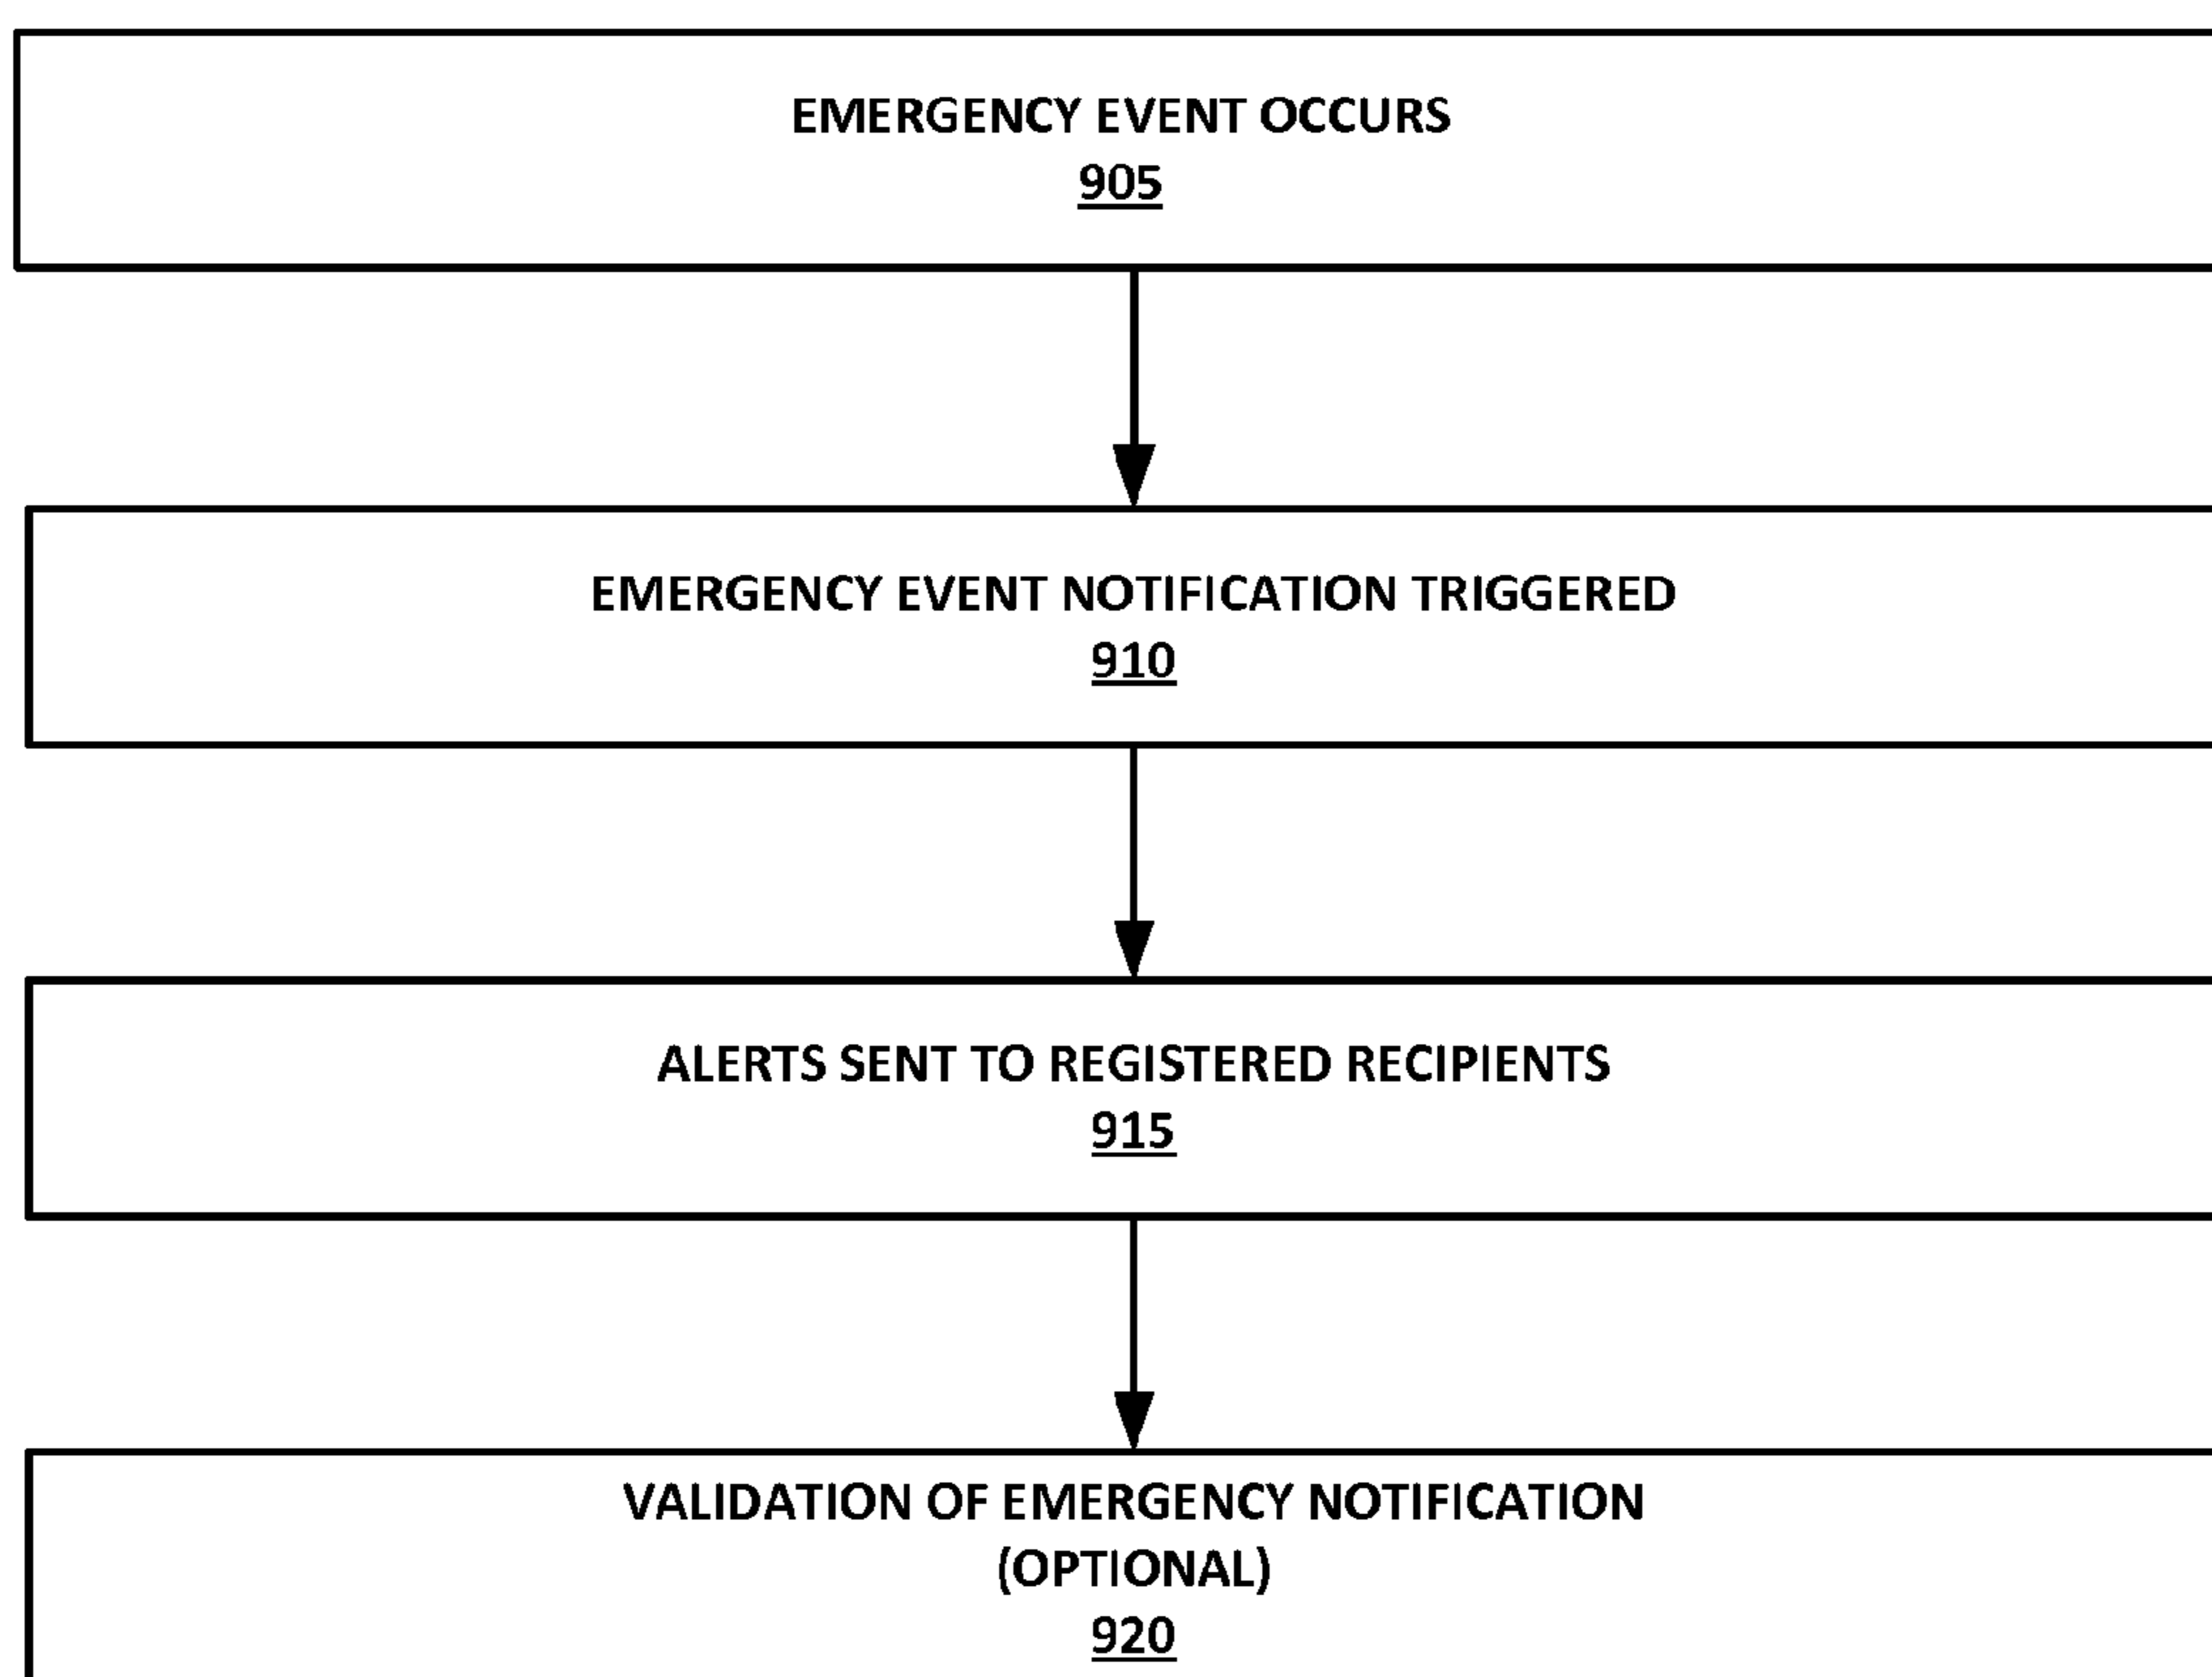 EMERGENCY EVENT OCCURS
905
EMERGENCY EVENT NOTIFICATION TRIGGERED
910
ALERTS SENT TO REGISTERED RECIPIENTS
915
VALIDATION OF EMERGENCY NOTIFICATION
(OPTIONAL)
920